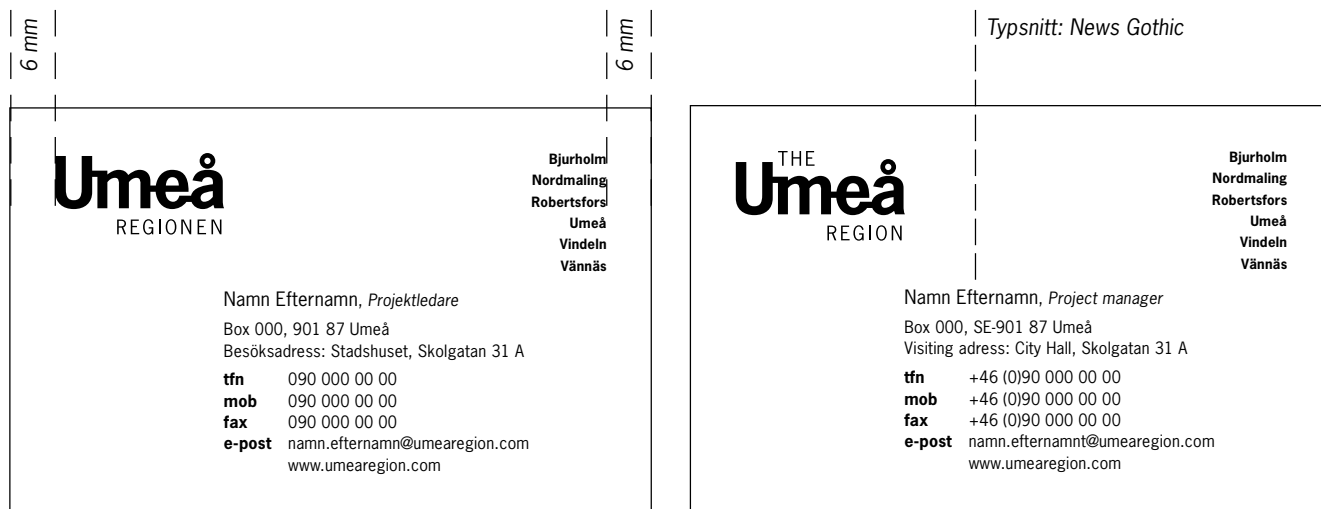 6 mm
6 mm
Typsnitt: News Gothic
Umeå
REGIONEN
Bjurholm
Nordmaling
Robertsfors
Umeå
Vindeln
Vännäs
Namn Efternamn, Projektledare
Box 000, 901 87 Umeå
Besöksadress: Stadshuset, Skolgatan 31 A
tfn 090 000 00 00
mob 090 000 00 00
fax 090 000 00 00
e-post namn.efternamn@umearegion.com
www.umearegion.com
THE
Umeå
REGION
Bjurholm
Nordmaling
Robertsfors
Umeå
Vindeln
Vännäs
Namn Efternamn, Project manager
Box 000, SE-901 87 Umeå
Visiting adress: City Hall, Skolgatan 31 A
tfn +46 (0)90 000 00 00
mob +46 (0)90 000 00 00
fax +46 (0)90 000 00 00
e-post namn.efternamnt@umearegion.com
www.umearegion.com